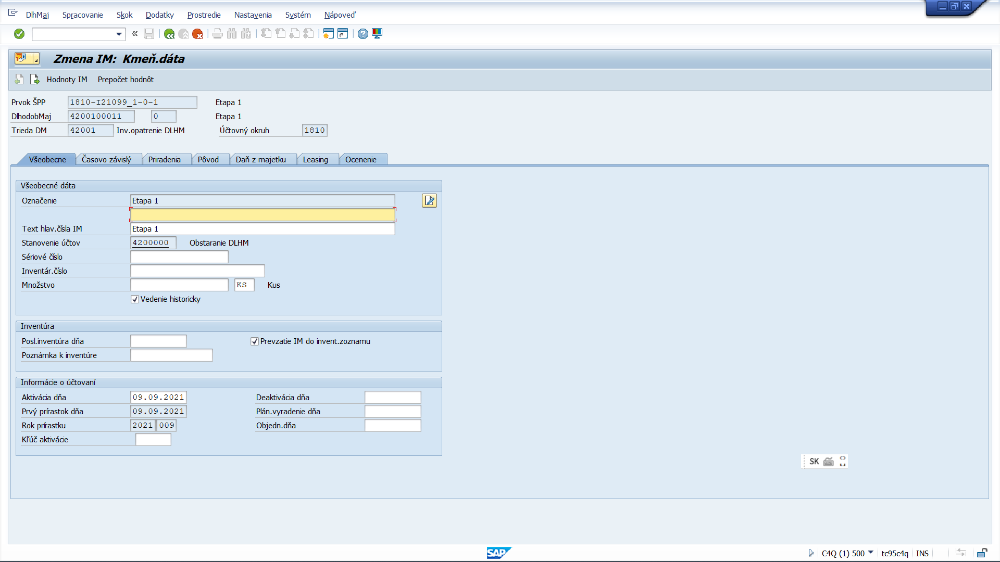 DlhMaj Spracovanie Skok Dodatky Prostredie Nastavenia Systém Nápoveď
Zmena IM: Kmeň.dáta
Hodnoty IM Prepočet hodnôt
Prvok ŠPP 1810-I21099_1-0-1 Etapa 1
DlhodobMaj 4200100011 0 Etapa 1
Trieda DM 42001 Inv.opatrenie DLHM Účtovný okruh 1810
Všeobecne Časovo závislý Priradenia Pôvod Daň z majetku Leasing Ocenenie
Všeobecné dáta
Označenie Etapa 1
Text hlav.čísla IM Etapa 1
Stanovenie účtov 4200000 Obstaranie DLHM
Sériové číslo
Inventár.číslo
Množstvo KS Kus
Vedenie historicky
Inventúra
Posl.inventúra dňa Prevzatie IM do invent.zoznamu
Poznámka k inventúre
Informácie o účtovaní
Aktivácia dňa 09.09.2021 Deaktivácia dňa
Prvý prírastok dňa 09.09.2021 Plán.vyradenie dňa
Rok prírastku 2021 009 Objedn.dňa
Kľúč aktivácie
SK
SAP C4Q (1) 500 tc95c4q INS